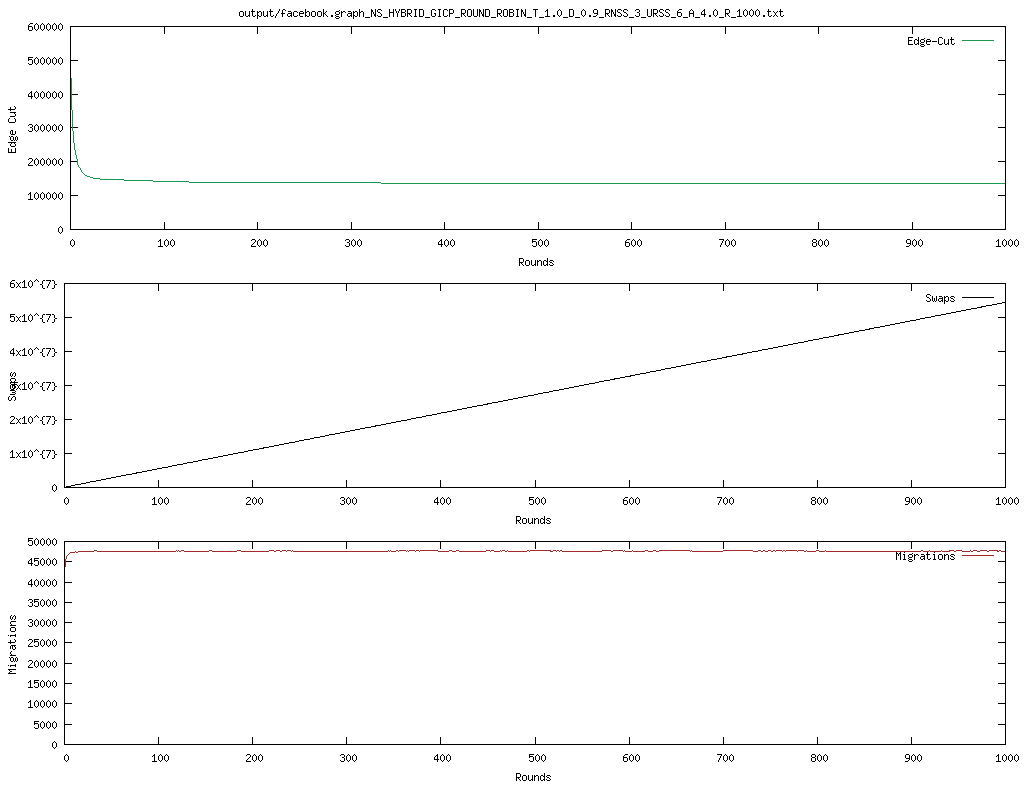 output/facebook.graph_NS_HYBRID_GICP_ROUND_ROBIN_T_1.0_D_0.9_RNSS_3_URSS_6_A_4.0_R_1000.txt
600000
Edge-Cut
500000
400000
300000
200000
100000
0
Edge Cut
0 100 200 300 400 500 600 700 800 900 1000
Rounds
6x10^{7}
Swaps
5x10^{7}
4x10^{7}
x10^{7}
2x10^{7}
1x10^{7}
0
Swaps
0 100 200 300 400 500 600 700 800 900 1000
Rounds
50000
Migrations
45000
40000
35000
30000
25000
20000
15000
10000
5000
0
Migrations
0 100 200 300 400 500 600 700 800 900 1000
Rounds